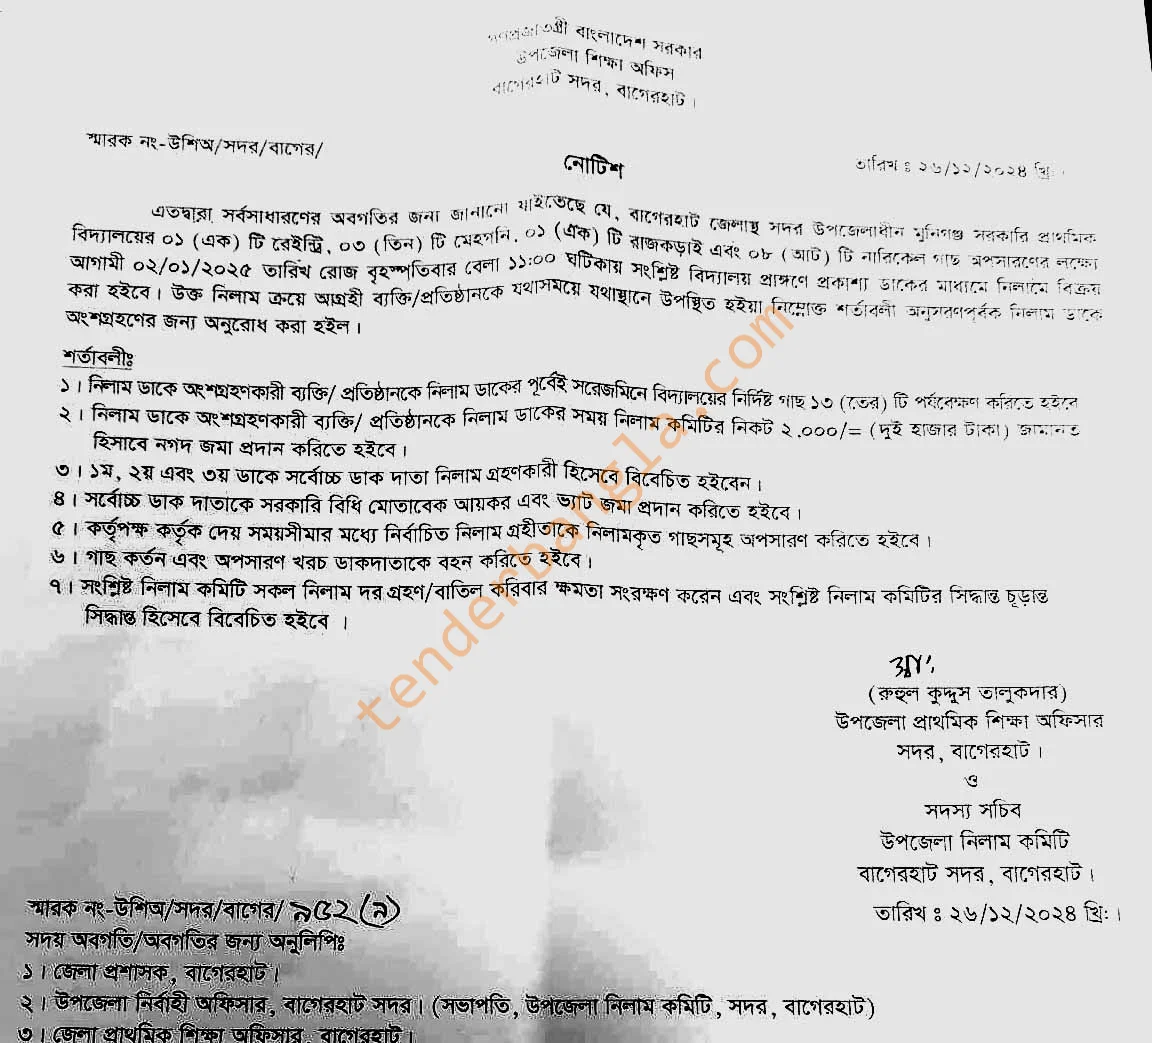 গণপ্রজাতন্ত্রী বাংলাদেশ সরকার
উপজেলা শিক্ষা অফিস
বাগেরহাট সদর, বাগেরহাট।
স্মারক নং-উশিঅ/সদর/বাগের/
তারিখ ঃ ২৬/১২/২০২৪ খ্রি:।
নোটিশ
এতদ্বারা সর্বসাধারণের অবগতির জন্য জানানো যাইতেছে যে, বাগেরহাট জেলাস্থ সদর উপজেলাধীন মুনিগঞ্জ সরকারি প্রাথমিক
বিদ্যালয়ের ০১ (এক) টি রেইন্ট্রি, ০৩ (তিন) টি মেহগনি, ০১ (এক) টি রাজকড়াই এবং ০৮ (আট) টি নারিকেল গাছ অপসারণের লক্ষ্যে
আগামী ০২/০১/২০২৫ তারিখ রোজ বৃহস্পতিবার বেলা ১১:০০ ঘটিকায় সংশ্লিষ্ট বিদ্যালয় প্রাঙ্গণে প্রকাশ্য ডাকের মাধ্যমে নিলামে বিক্রয়
করা হইবে। উক্ত নিলাম ক্রয়ে আগ্রহী ব্যক্তি/প্রতিষ্ঠানকে যথাসময়ে যথাস্থানে উপস্থিত হইয়া নিম্নোক্ত শর্তাবলী অনুসরণপূর্বক নিলাম ডাকে
অংশগ্রহণের জন্য অনুরোধ করা হইল।
শর্তাবলীঃ
১। নিলাম ডাকে অংশগ্রহণকারী ব্যক্তি/ প্রতিষ্ঠানকে নিলাম ডাকের পূর্বেই সরেজমিনে বিদ্যালয়ের নির্দিষ্ট গাছ ১৩ (তের) টি পর্যবেক্ষণ করিতে হইবে
২। নিলাম ডাকে অংশগ্রহণকারী ব্যক্তি/ প্রতিষ্ঠানকে নিলাম ডাকের সময় নিলাম কমিটির নিকট ২,০০০/= (দুই হাজার টাকা) জামানত
হিসাবে নগদ জমা প্রদান করিতে হইবে।
৩। ১ম, ২য় এবং ৩য় ডাকে সর্বোচ্চ ডাক দাতা নিলাম গ্রহণকারী হিসেবে বিবেচিত হইবেন।
৪। সর্বোচ্চ ডাক দাতাকে সরকারি বিধি মোতাবেক আয়কর এবং ভ্যাট জমা প্রদান করিতে হইবে।
৫। কর্তৃপক্ষ কর্তৃক দেয় সময়সীমার মধ্যে নির্বাচিত নিলাম গ্রহীতাকে নিলামকৃত গাছসমূহ অপসারণ করিতে হইবে।
৬। গাছ কর্তন এবং অপসারণ খরচ ডাকদাতাকে বহন করিতে হইবে।
৭। সংশ্লিষ্ট নিলাম কমিটি সকল নিলাম দর গ্রহণ/বাতিল করিবার ক্ষমতা সংরক্ষণ করেন এবং সংশ্লিষ্ট নিলাম কমিটির সিদ্ধান্ত চূড়ান্ত
সিদ্ধান্ত হিসেবে বিবেচিত হইবে ।
tenderbangla.com
(রুহুল কুদ্দুস তালুকদার)
উপজেলা প্রাথমিক শিক্ষা অফিসার
সদর, বাগেরহাট।
ও
সদস্য সচিব
উপজেলা নিলাম কমিটি
বাগেরহাট সদর, বাগেরহাট।
স্মারক নং-উশিঅ/সদর/বাগের/ ৯৫২(৯)
তারিখ ঃ ২৬/১২/২০২৪ খ্রি:।
সদয় অবগতি/অবগতির জন্য অনুলিপিঃ
১। জেলা প্রশাসক, বাগেরহাট।
২। উপজেলা নির্বাহী অফিসার, বাগেরহাট সদর। (সভাপতি, উপজেলা নিলাম কমিটি, সদর, বাগেরহাট)
৩। জেলা প্রাথমিক শিক্ষা অফিসার, বাগেরহাট।